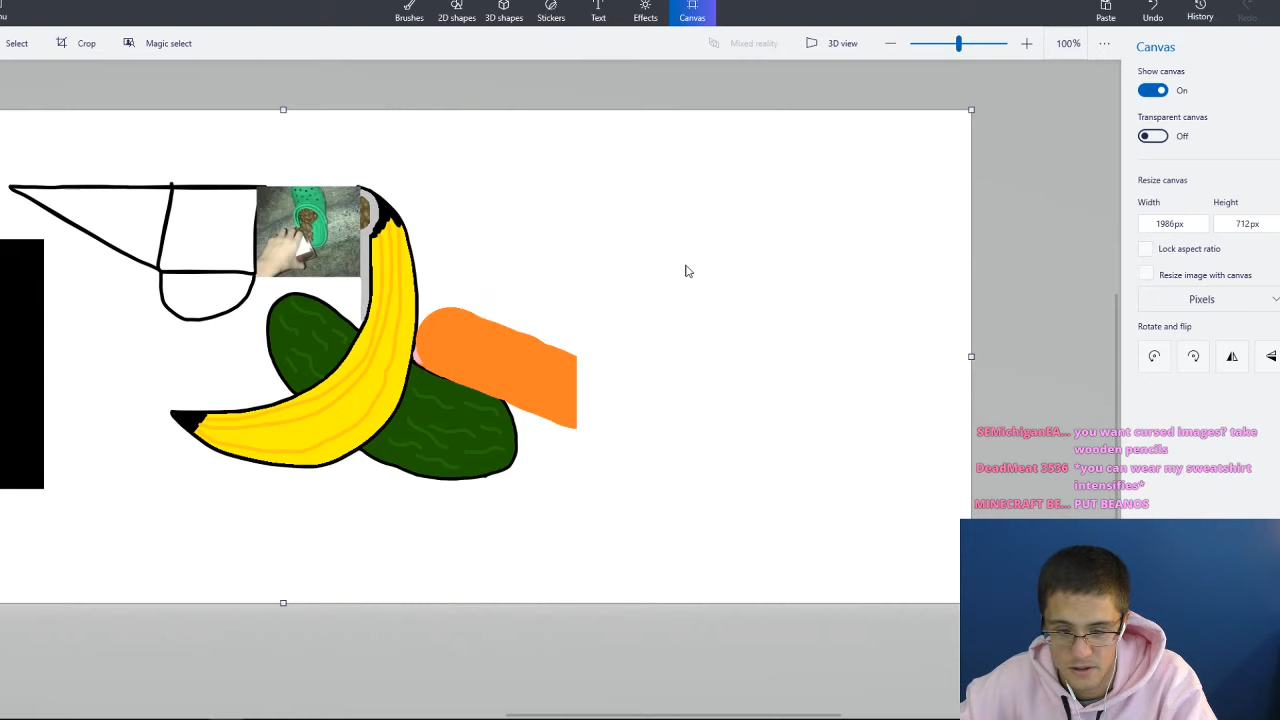 nu
Brushes
2D shapes
3D shapes
Stickers
Text
Effects
Canvas
Paste
Undo
History
Redo
Select
Crop
Magic select
Mixed reality
3D view
100%
Canvas
Show canvas
On
Transparent canvas
Off
Resize canvas
Width
Height
1986px
712px
Lock aspect ratio
Resize image with canvas
Pixels
Rotate and flip
SEMichiganEA... you want cursed images? take
wooden pencils
DeadMeat 3536 *you can wear my sweatshirt
intensifies*
MINECRAFT BE... PUT BEANOS